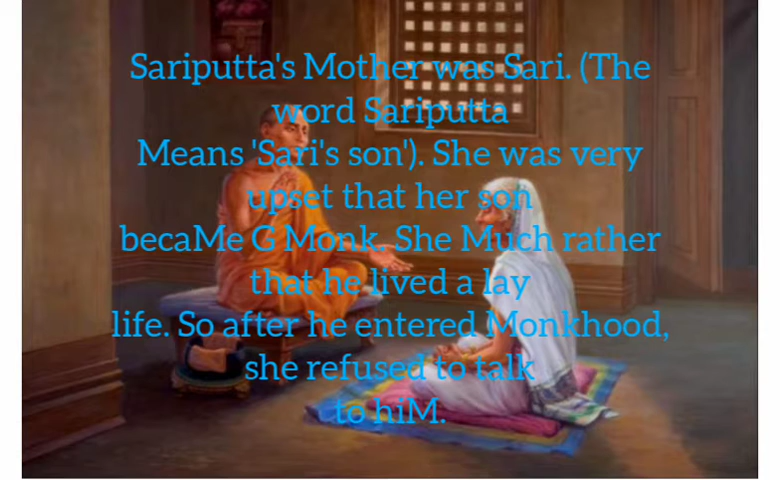 Sariputta's Mother was Sari. (The
word Sariputta
Means 'Sari's son'). She was very
upset that her son
becaMe G Monk. She Much rather
that he lived a lay
life. So after he entered Monkhood,
she refused to talk
to hiM.